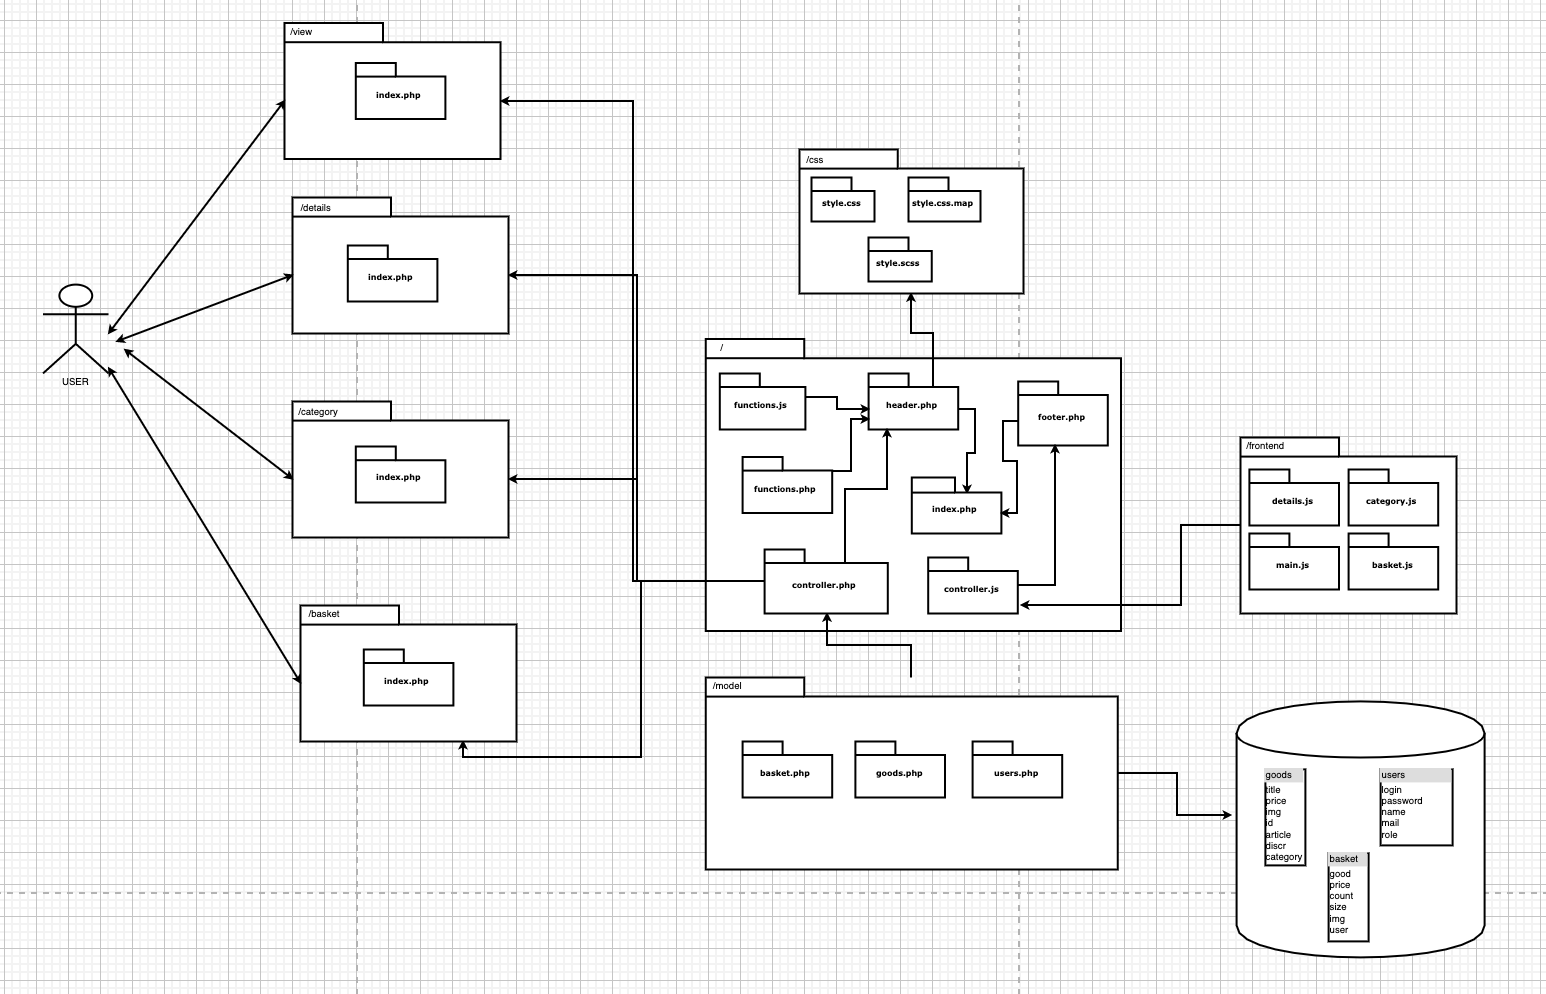 /view
index.php
/details
index.php
USER
/category
index.php
/basket
index.php
/css
style.css
style.css.map
style.scss
/
functions.js
header.php
footer.php
functions.php
index.php
controller.php
controller.js
/frontend
details.js
category.js
main.js
basket.js
/model
basket.php
goods.php
users.php
goods
title
price
img
id
article
discr
category
users
login
password
name
mail
role
basket
good
price
count
size
img
user